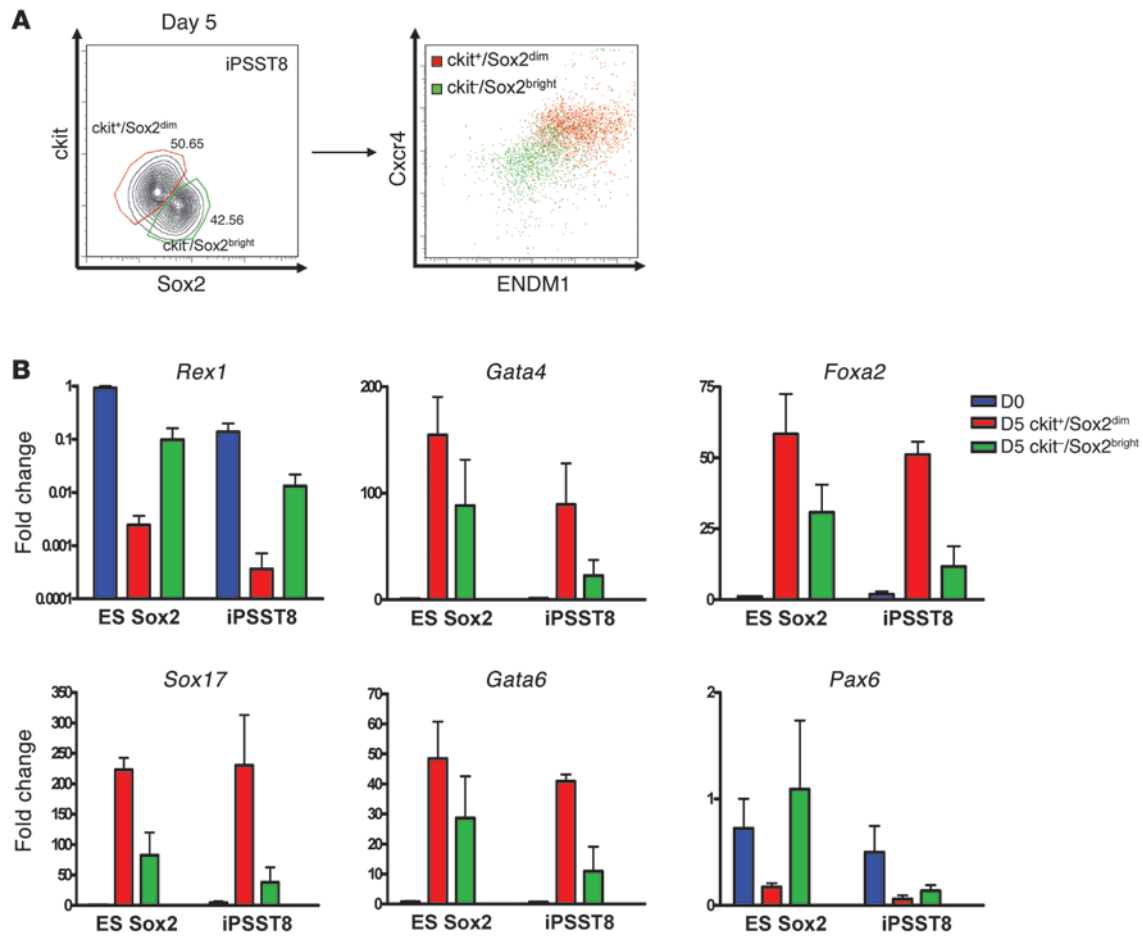 A
Day 5
iPSST8
ckit⁺/Sox2ᵈⁱᵐ
50.65
42.56
ckit⁻/Sox2ᵇʳⁱᵍʰᵗ
ckit
Sox2
ckit⁺/Sox2ᵈⁱᵐ
ckit⁻/Sox2ᵇʳⁱᵍʰᵗ
Cxcr4
ENDM1
B
Rex1
Fold change
1
0.1
0.01
0.001
0.0001
ES Sox2 iPSST8
Gata4
200
100
0
ES Sox2 iPSST8
Foxa2
75
50
25
0
ES Sox2 iPSST8
D0
D5 ckit⁺/Sox2ᵈⁱᵐ
D5 ckit⁻/Sox2ᵇʳⁱᵍʰᵗ
Sox17
Fold change
350
300
250
200
150
100
50
0
ES Sox2 iPSST8
Gata6
70
60
50
40
30
20
10
0
ES Sox2 iPSST8
Pax6
2
1
0
ES Sox2 iPSST8